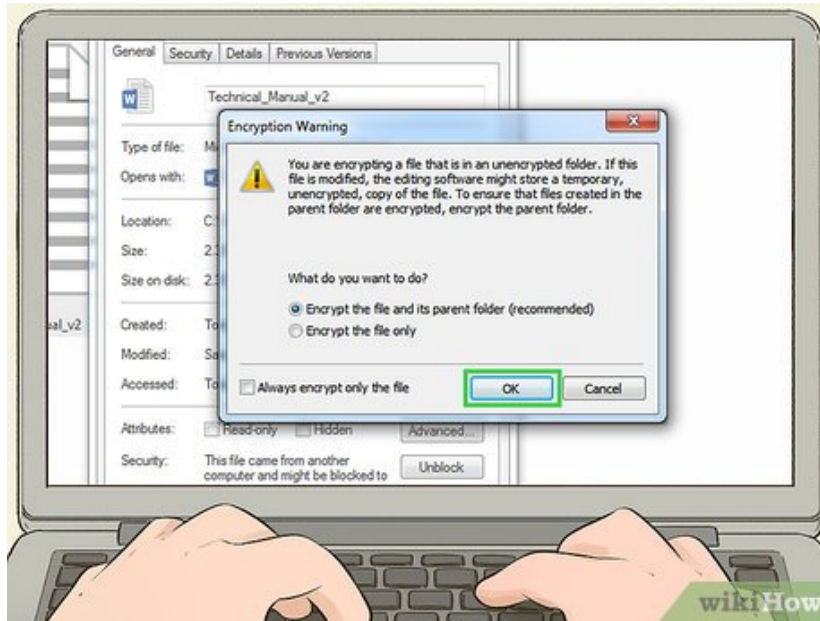 General Security Details Previous Versions
Technical_Manual_v2
Encryption Warning
Type of file:
You are encrypting a file that is in an unencrypted folder. If this
file is modified, the editing software might store a temporary,
unencrypted, copy of the file. To ensure that files created in the
parent folder are encrypted, encrypt the parent folder.
Opens with:
Location: C:
Size: 2.
Size on disk: 2.
What do you want to do?
Encrypt the file and its parent folder (recommended)
Encrypt the file only
al_v2
Created:
Modified:
Accessed:
Always encrypt only the file
OK Cancel
Attributes: Read-only Hidden Advanced...
Security: This file came from another
computer and might be blocked to
Unblock
W
wikiHow